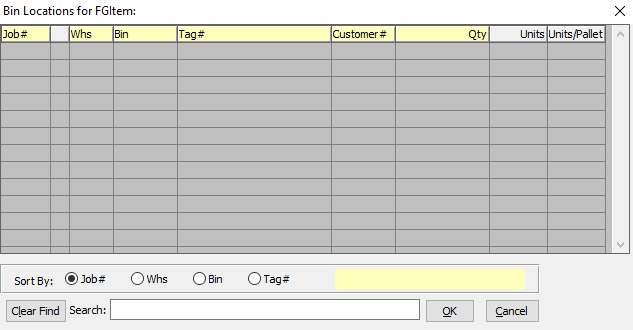 Bin Locations for FGItem:
Job# Whs Bin Tag# Customer# Qty Units Units/Pallet
Sort By: Job# Whs Bin Tag#
Clear Find Search: OK Cancel